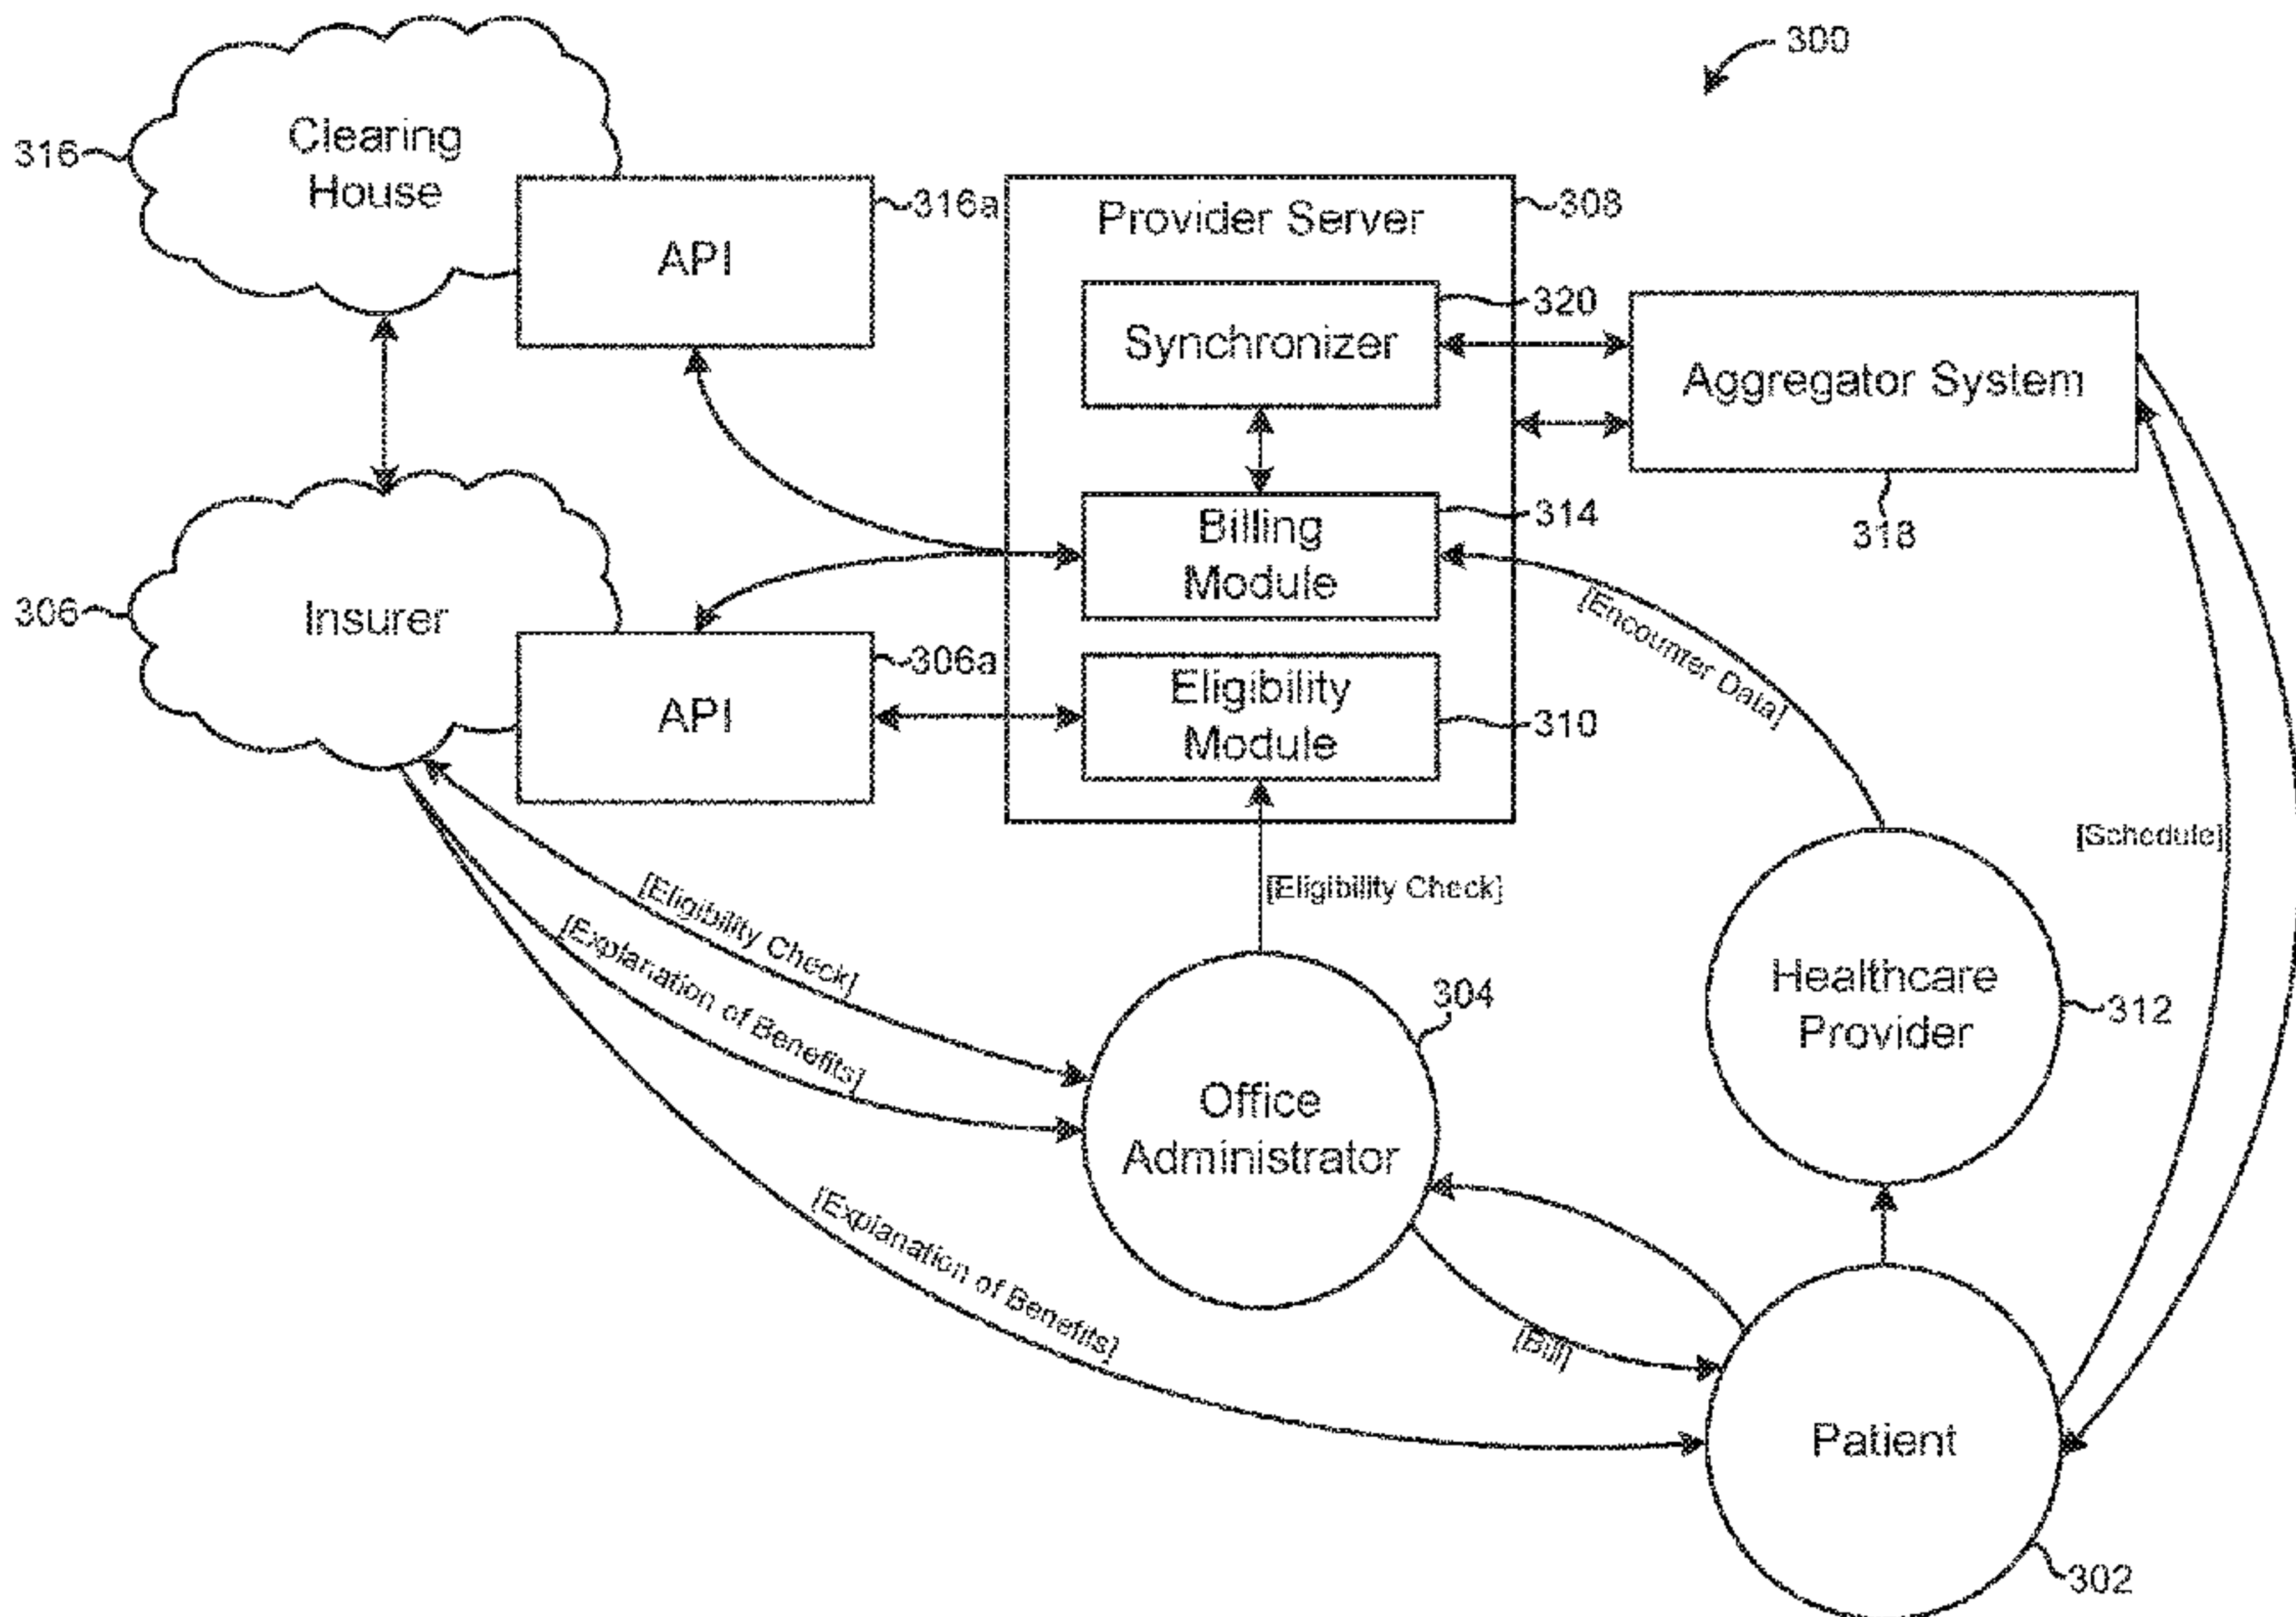 300
316
Clearing
House
316a
API
Provider Server
308
320
Synchronizer
Aggregator System
318
314
Billing
Module
306
Insurer
306a
API
Eligibility
Module
310
[Encounter Data]
[Schedule]
[Eligibility Check]
[Eligibility Check]
[Explanation of Benefits]
304
Office
Administrator
Healthcare
Provider
312
[Explanation of Benefits]
[Bill]
Patient
302